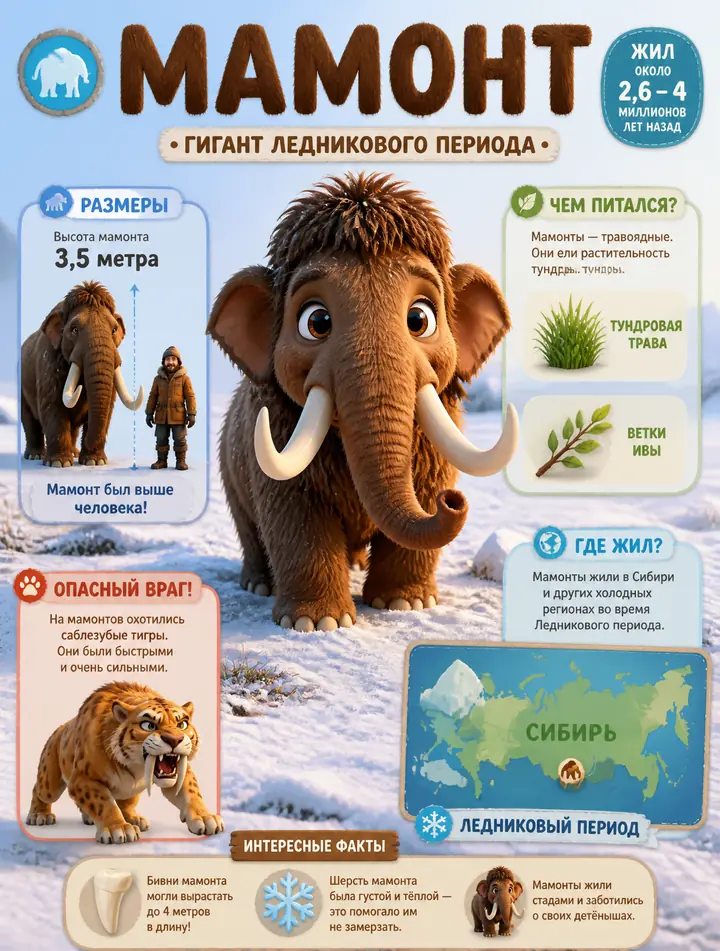 МАМОНТ
• ГИГАНТ ЛЕДНИКОВОГО ПЕРИОДА •
ЖИЛ
ОКОЛО
2,6 – 4
МИЛЛИОНОВ
ЛЕТ НАЗАД
РАЗМЕРЫ
Высота мамонта
3,5 метра
Мамонт был выше
человека!
ЧЕМ ПИТАЛСЯ?
Мамонты — травоядные.
Они ели растительность
ТУНДРОВАЯ
ТРАВА
ВЕТКИ
ИВЫ
ОПАСНЫЙ ВРАГ!
На мамонтов охотились
саблезубые тигры.
Они были быстрыми
и очень сильными.
ГДЕ ЖИЛ?
Мамонты жили в Сибири
и других холодных
регионах во время
Ледникового периода.
СИБИРЬ
ЛЕДНИКОВЫЙ ПЕРИОД
ИНТЕРЕСНЫЕ ФАКТЫ
Бивни мамонта
могли вырастать
до 4 метров
в длину!
Шерсть мамонта
была густой и тёплой —
это помогало им
не замерзать.
Мамонты жили
стадами и заботились
о своих детёнышах.